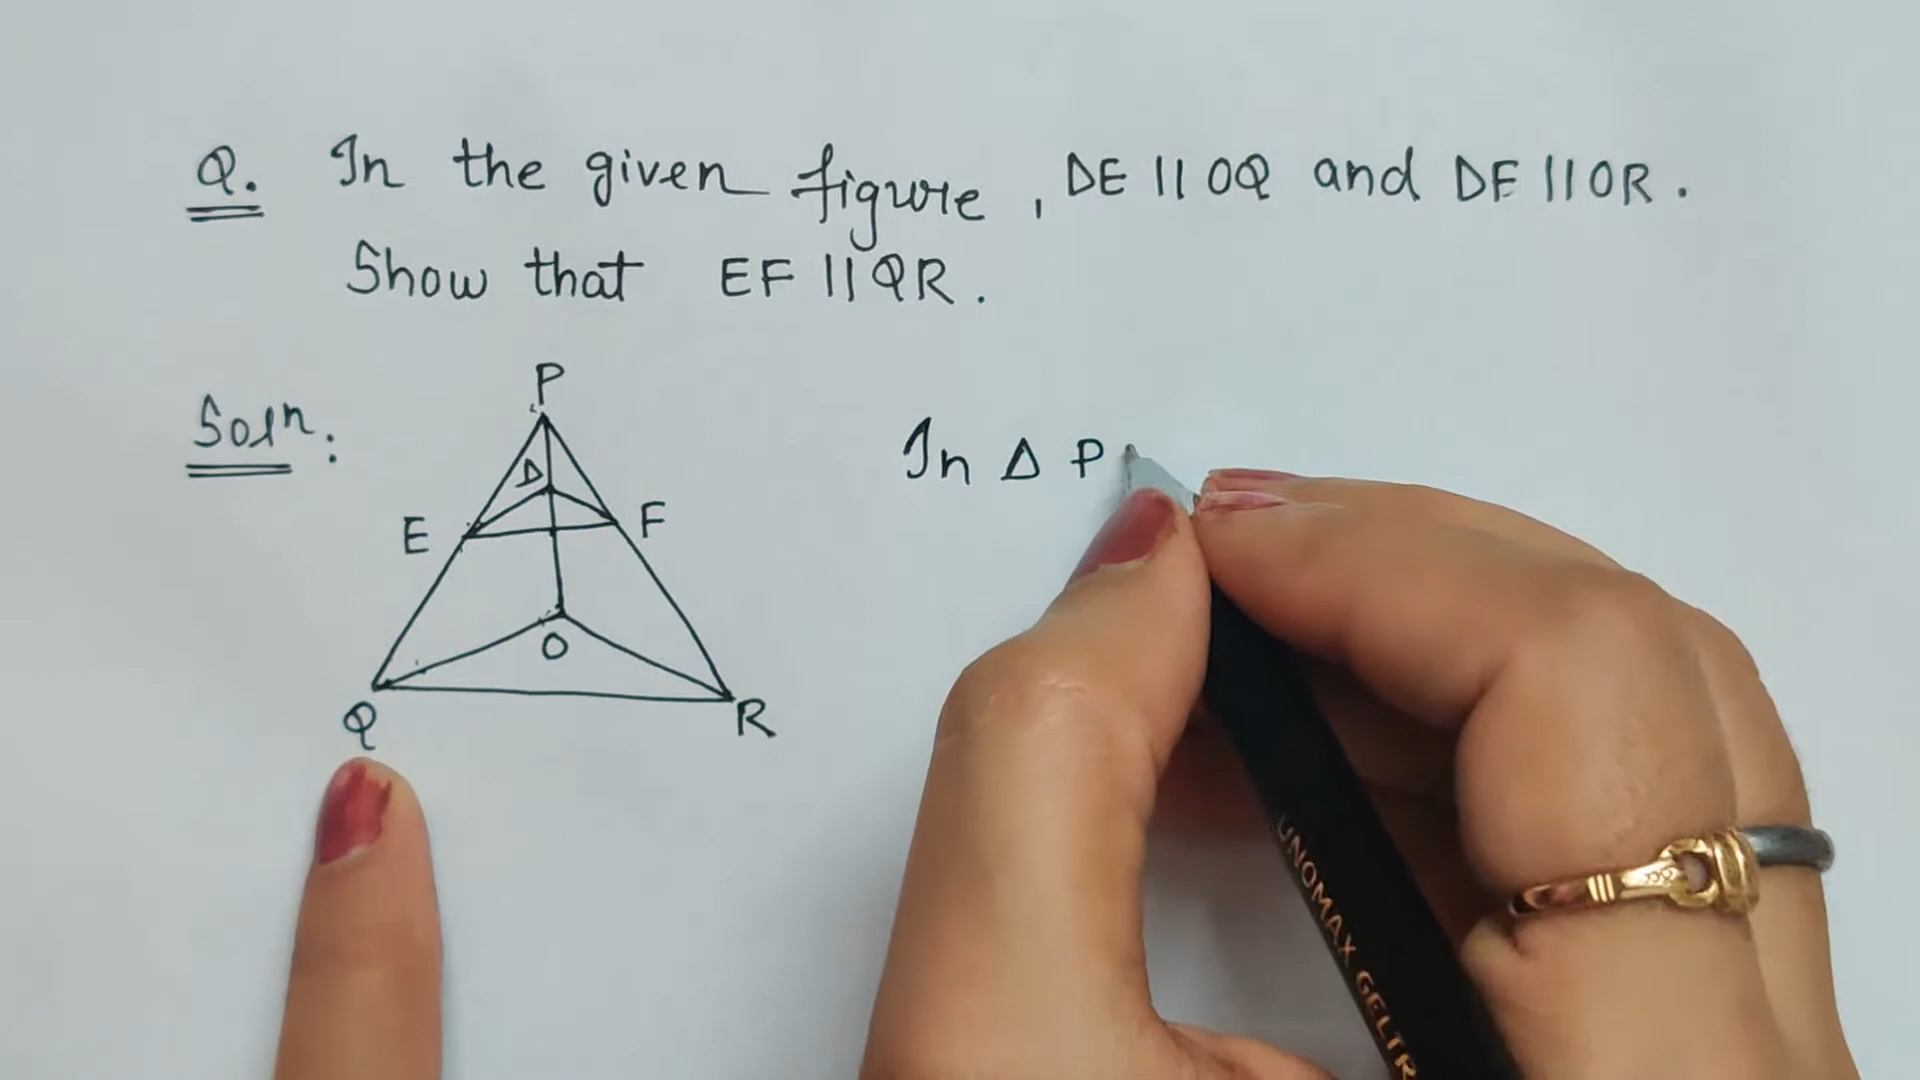 Q. In the given figure, DE || OQ and DF || OR.
Show that EF || QR.
Soln:
P
In Δ P
D
E
F
O
Q
R
UNOMAX GELTR